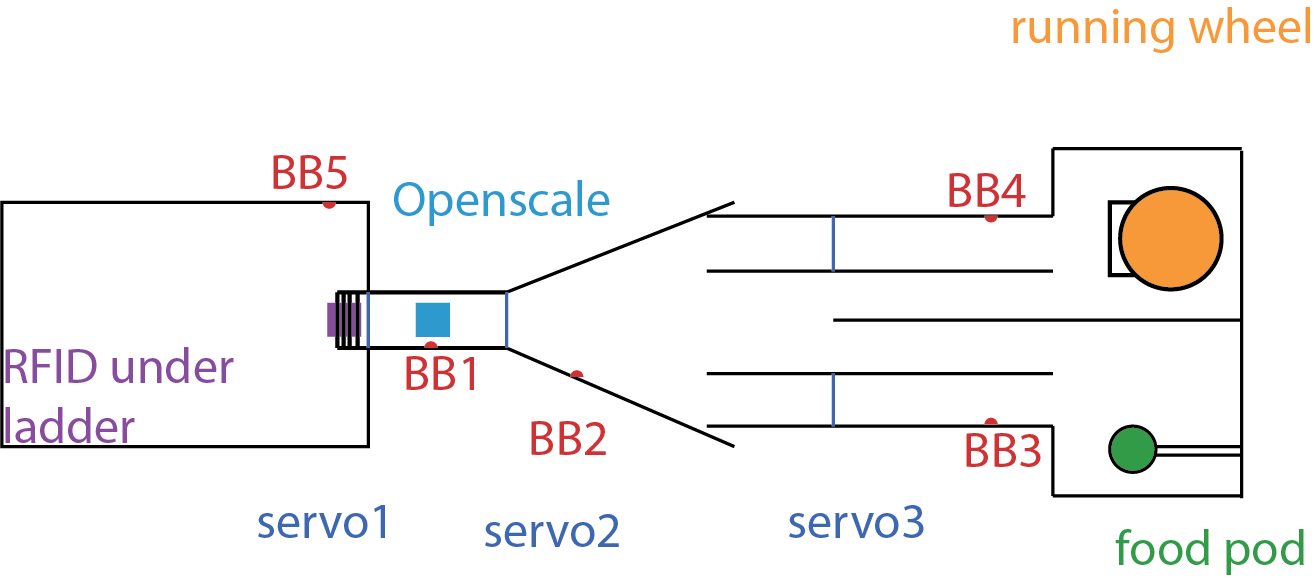 running wheel
BB5
Openscale
BB4
RFID under
ladder
BB1
BB2
BB3
servo1
servo2
servo3
food pod